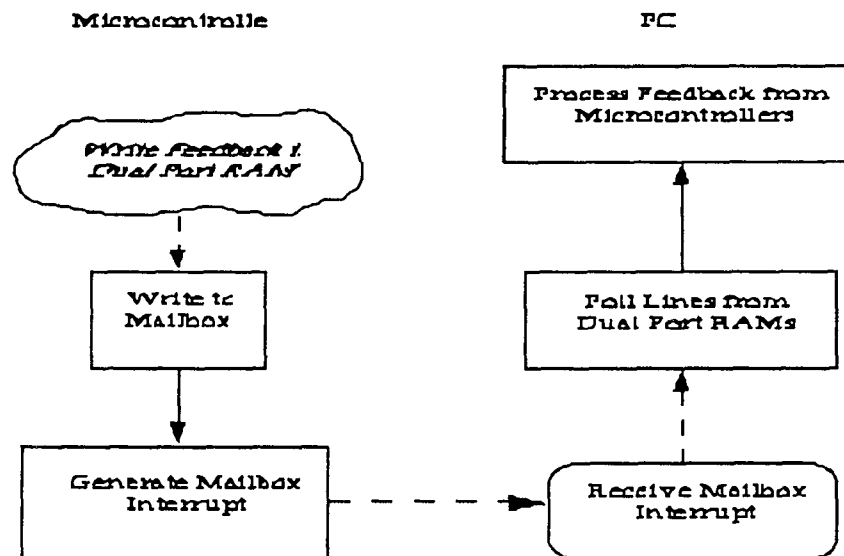 Microcontrolle
PC
Process Feedback from
Microcontrollers
Write Feedback t
Dual Port RAM
Write to
Mailbox
Poll Lines from
Dual Port RAMs
Generate Mailbox
Interrupt
Receive Mailbox
Interrupt